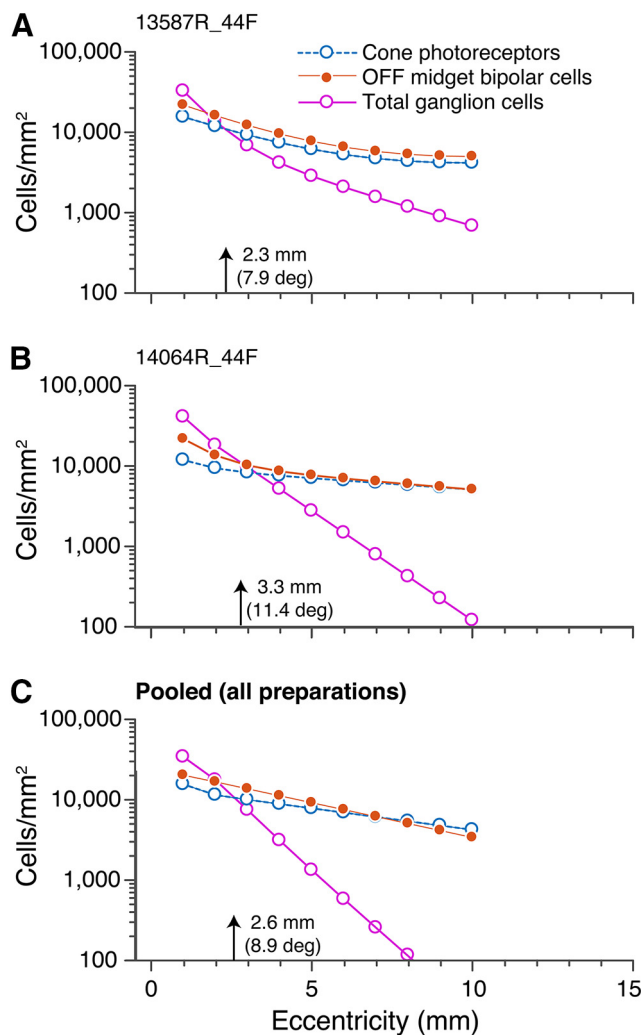 A 13587R_44F
100,000
Cone photoreceptors
OFF midget bipolar cells
Total ganglion cells
10,000
Cells/mm²
1,000
2.3 mm
(7.9 deg)
100
B 14064R_44F
100,000
10,000
Cells/mm²
1,000
3.3 mm
(11.4 deg)
100
C Pooled (all preparations)
100,000
10,000
Cells/mm²
1,000
2.6 mm
(8.9 deg)
100
0 5 10 15
Eccentricity (mm)